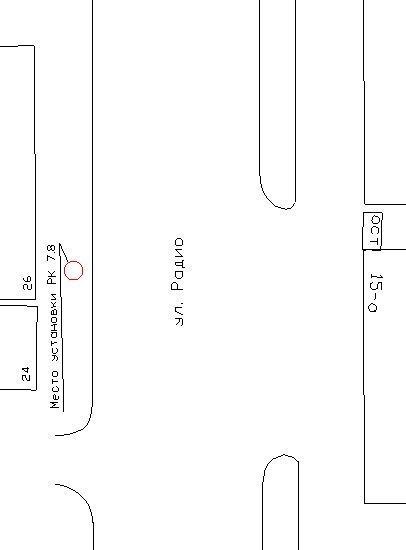 26
24
Место установки РК 7.8
ул. Радио
ОСТ
15-а